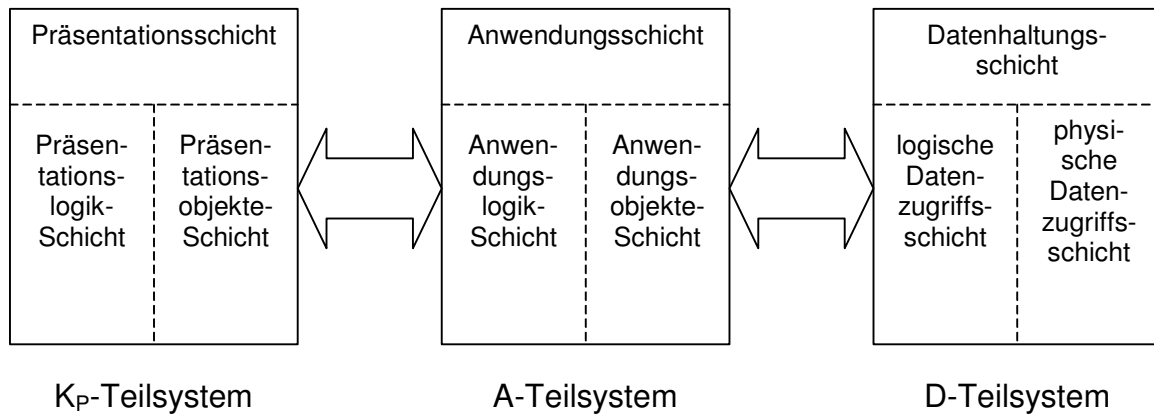 Präsentationsschicht
Präsen-
tations-
logik-
Schicht
Präsen-
tations-
objekte-
Schicht
Anwendungsschicht
Anwen-
dungs-
logik-
Schicht
Anwen-
dungs-
objekte-
Schicht
Datenhaltungs-
schicht
logische
Daten-
zugriffs-
schicht
physi-
sche
Daten-
zugriffs-
schicht
KP-Teilsystem
A-Teilsystem
D-Teilsystem